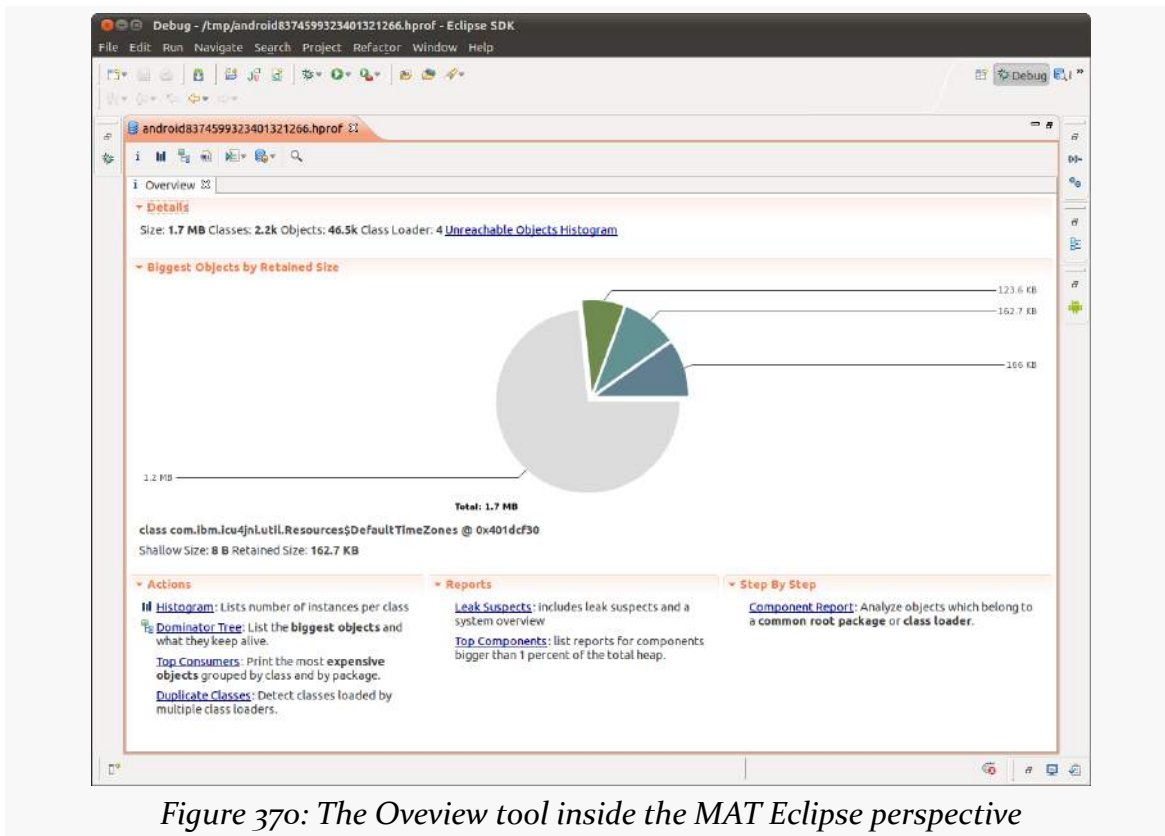 Debug - /tmp/android8374599323401321266.hprof - Eclipse SDK
File Edit Run Navigate Search Project Refactor Window Help
Debug
android8374599323401321266.hprof
i Overview
Details
Size: 1.7 MB Classes: 2.2k Objects: 46.5k Class Loader: 4 Unreachable Objects Histogram
Biggest Objects by Retained Size
123.6 KB
162.7 KB
166 KB
1.2 MB
Total: 1.7 MB
class com.ibm.icu4jni.util.Resources$DefaultTimeZones @ 0x401dcf30
Shallow Size: 8 B Retained Size: 162.7 KB
Actions
Histogram: Lists number of instances per class
Dominator Tree: List the biggest objects and
what they keep alive.
Top Consumers: Print the most expensive
objects grouped by class and by package.
Duplicate Classes: Detect classes loaded by
multiple class loaders.
Reports
Leak Suspects: includes leak suspects and a
system overview
Top Components: list reports for components
bigger than 1 percent of the total heap.
Step By Step
Component Report: Analyze objects which belong to
a common root package or class loader.
Figure 370: The Oveview tool inside the MAT Eclipse perspective